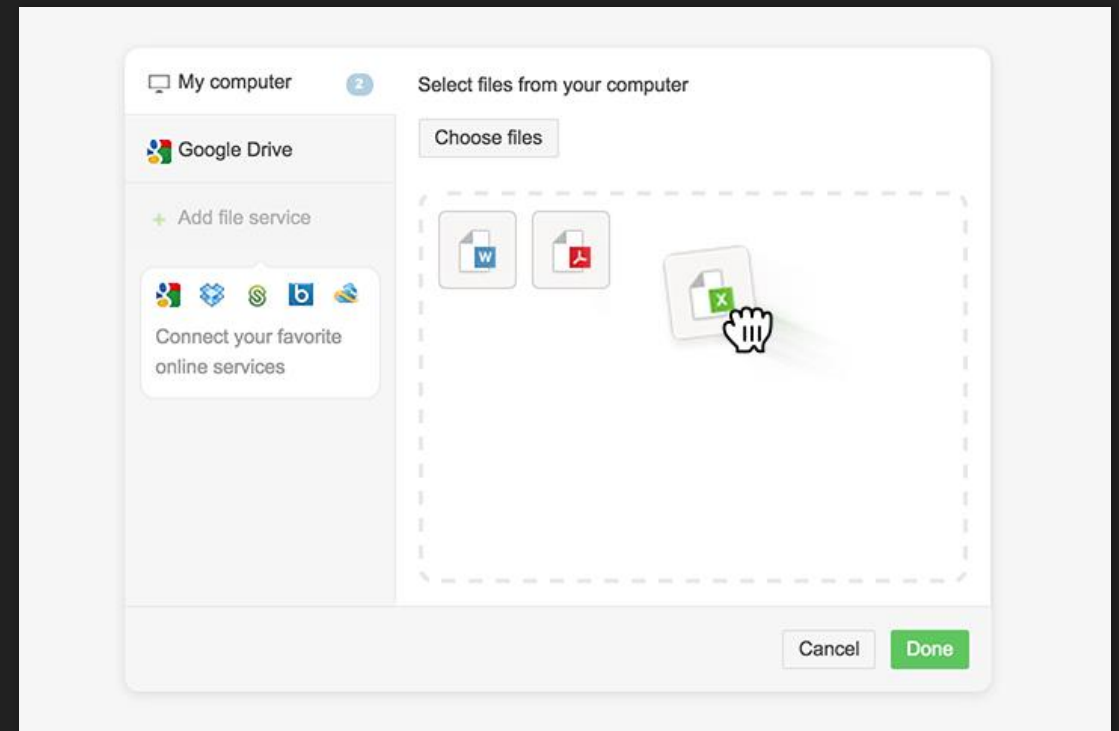 My computer
2
Google Drive
+ Add file service
Connect your favorite
online services
Select files from your computer
Choose files
W
X
Cancel
Done